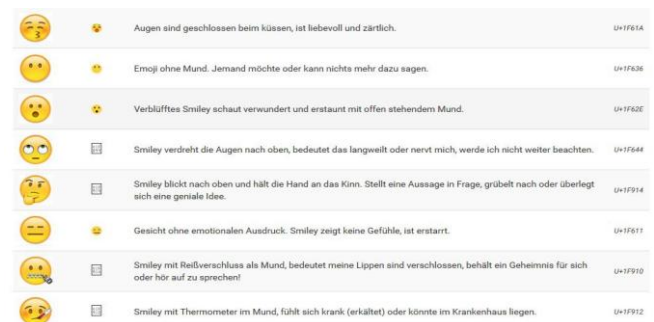 Augen sind geschlossen beim küssen, ist liebevoll und zärtlich. U+1F61A
Emoji ohne Mund. Jemand möchte oder kann nichts mehr dazu sagen. U+1F636
Verblüfftes Smiley schaut verwundert und erstaunt mit offen stehendem Mund. U+1F62E
Smiley verdreht die Augen nach oben, bedeutet das langweilt oder nervt mich, werde ich nicht weiter beachten. U+1F644
Smiley blickt nach oben und hält die Hand an das Kinn. Stellt eine Aussage in Frage, grübelt nach oder überlegt
sich eine geniale Idee. U+1F914
Gesicht ohne emotionalen Ausdruck. Smiley zeigt keine Gefühle, ist erstarrt. U+1F611
Smiley mit Reißverschluss als Mund, bedeutet meine Lippen sind verschlossen, behält ein Geheimnis für sich
oder hör auf zu sprechen! U+1F910
Smiley mit Thermometer im Mund, fühlt sich krank (erkältet) oder könnte im Krankenhaus liegen. U+1F912